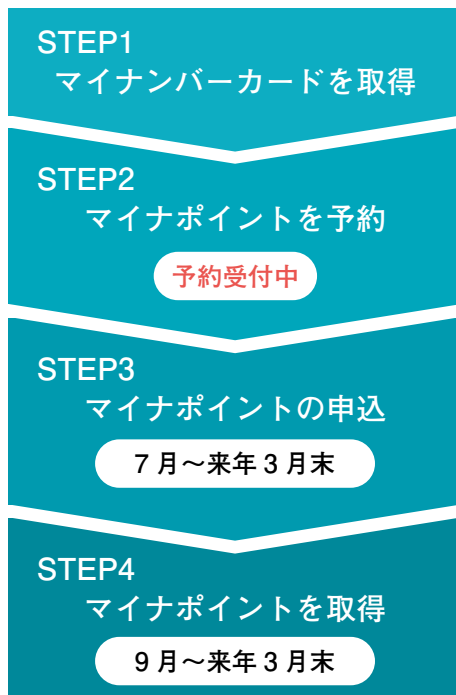 STEP1
マイナンバーカードを取得
STEP2
マイナポイントを予約
予約受付中
STEP3
マイナポイントの申込
7月〜来年3月末
STEP4
マイナポイントを取得
9月〜来年3月末